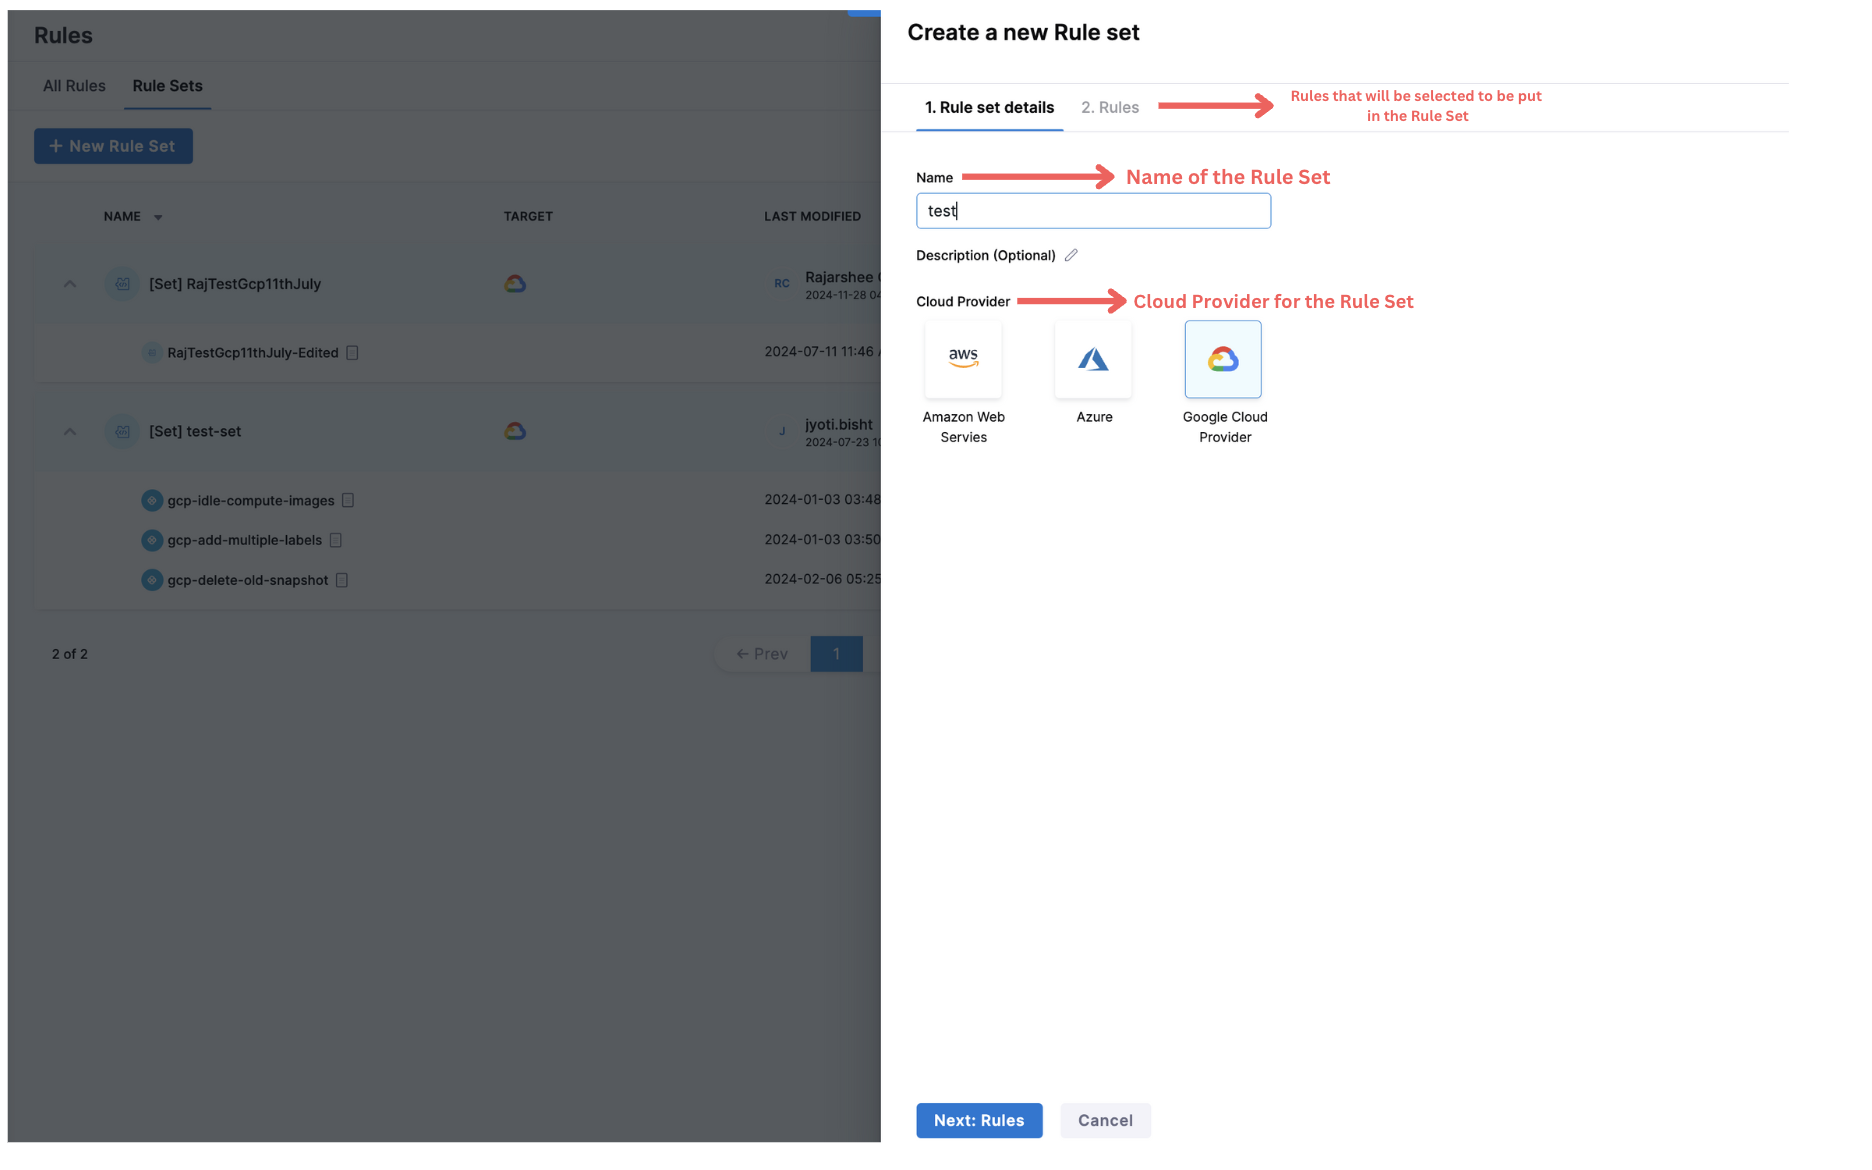 Rules
All Rules
Rule Sets
+ New Rule Set
NAME
TARGET
LAST MODIFIED
[Set] RajTestGcp11thJuly
RC
Rajarshee
2024-11-28
RajTestGcp11thJuly-Edited
2024-07-11 11:46
[Set] test-set
J
jyoti.bisht
2024-07-23
gcp-idle-compute-images
2024-01-03 03:48
gcp-add-multiple-labels
2024-01-03 03:50
gcp-delete-old-snapshot
2024-02-06 05:25
2 of 2
← Prev
1
Create a new Rule set
1. Rule set details
2. Rules
Rules that will be selected to be put
in the Rule Set
Name
Name of the Rule Set
test
Description (Optional)
Cloud Provider
Cloud Provider for the Rule Set
aws
Amazon Web
Servies
Azure
Google Cloud
Provider
Next: Rules
Cancel